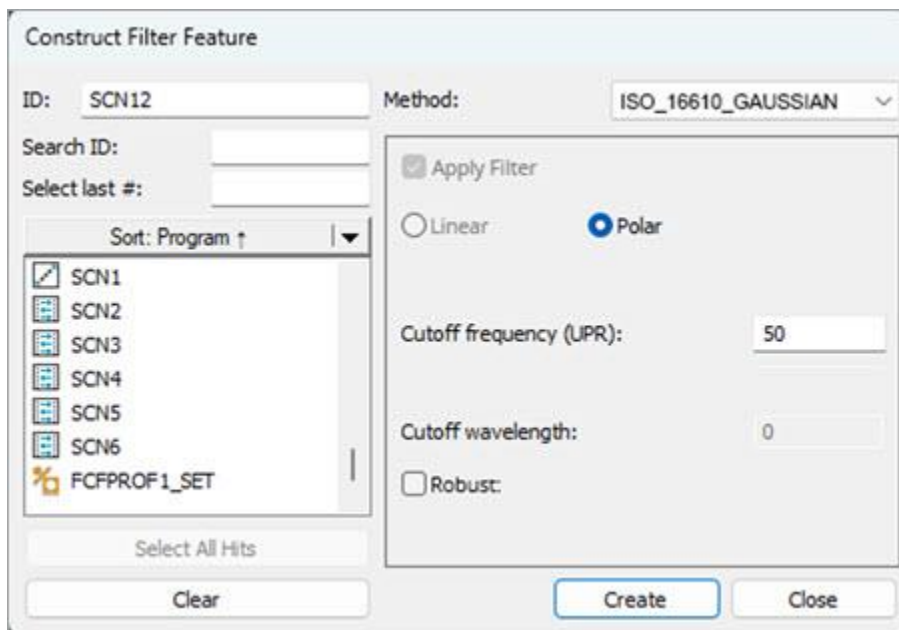 Construct Filter Feature
ID: SCN12
Method: ISO_16610_GAUSSIAN
Search ID:
Select last #:
Sort: Program ↑
SCN1
SCN2
SCN3
SCN4
SCN5
SCN6
FCFPROF1_SET
Select All Hits
Clear
Apply Filter
Linear Polar
Cutoff frequency (UPR): 50
Cutoff wavelength: 0
Robust:
Create Close